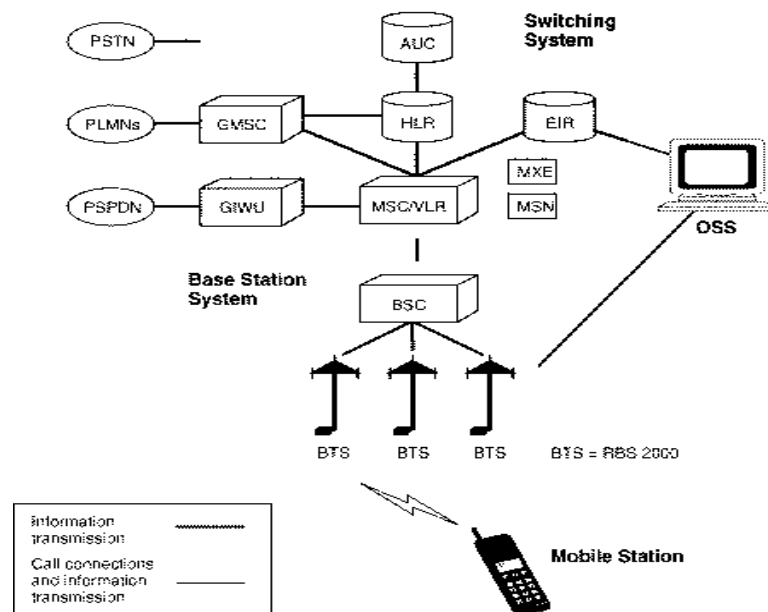 Switching
System
PSTN
AUC
PLMNs
GMSC
HLR
EIR
MXE
PSPDN
GIWU
MSC/VLR
MSN
OSS
Base Station
System
BSC
BTS
BTS
BTS
BTS = RBS 2000
Information
transmission
Call connections
and information
transmission
Mobile Station